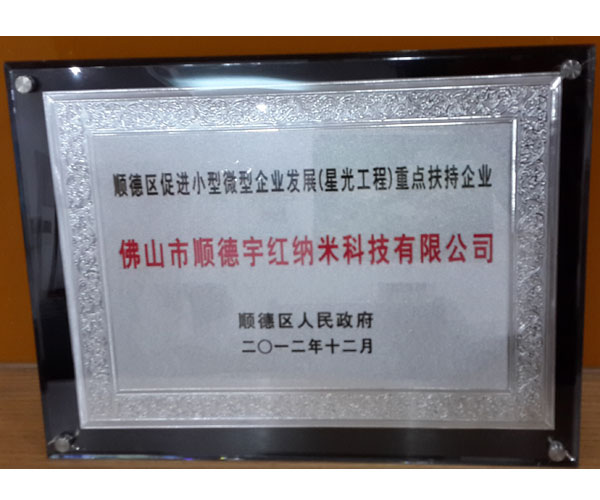 顺德区促进小型微型企业发展(星光工程)重点扶持企业
佛山市顺德宇红纳米科技有限公司
顺德区人民政府
二〇一二年十二月